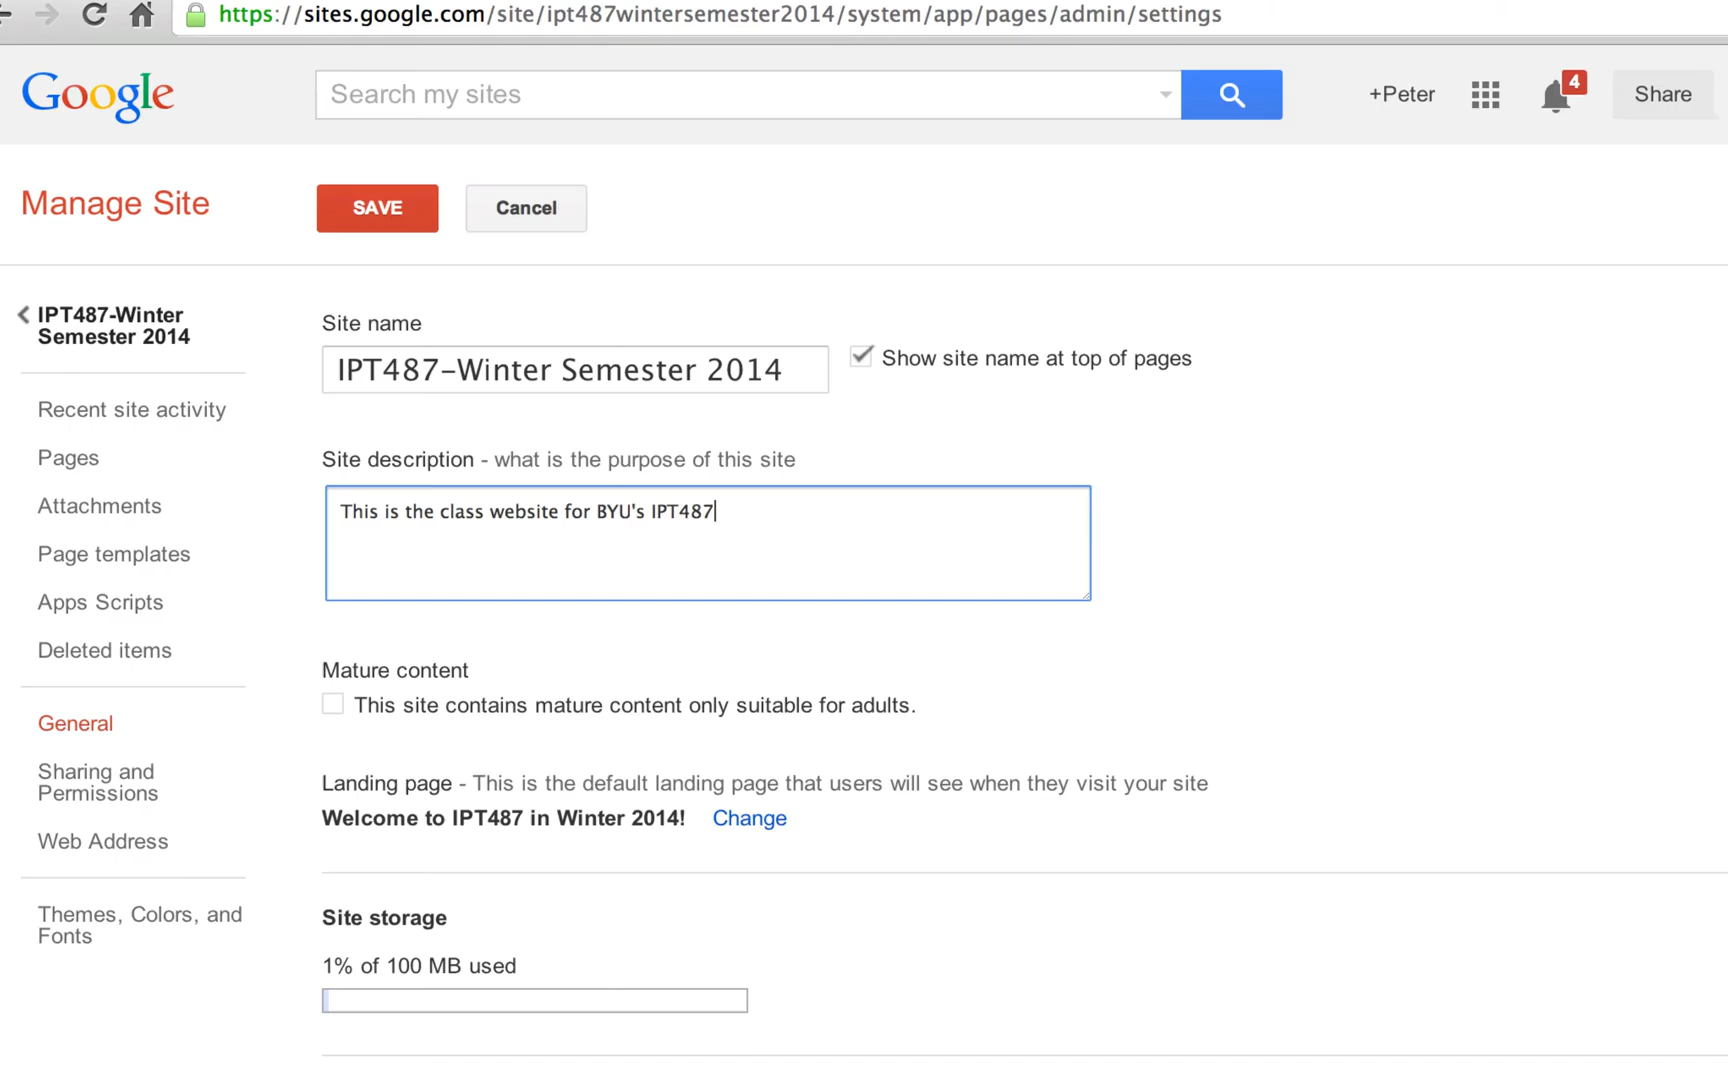 https://sites.google.com/site/ipt487wintersemester2014/system/app/pages/admin/settings
Google
Search my sites
+Peter
4
Share
Manage Site
SAVE
Cancel
IPT487-Winter
Semester 2014
Recent site activity
Pages
Attachments
Page templates
Apps Scripts
Deleted items
General
Sharing and
Permissions
Web Address
Themes, Colors, and
Fonts
Site name
IPT487-Winter Semester 2014
Show site name at top of pages
Site description - what is the purpose of this site
This is the class website for BYU's IPT487
Mature content
This site contains mature content only suitable for adults.
Landing page - This is the default landing page that users will see when they visit your site
Welcome to IPT487 in Winter 2014! Change
Site storage
1% of 100 MB used